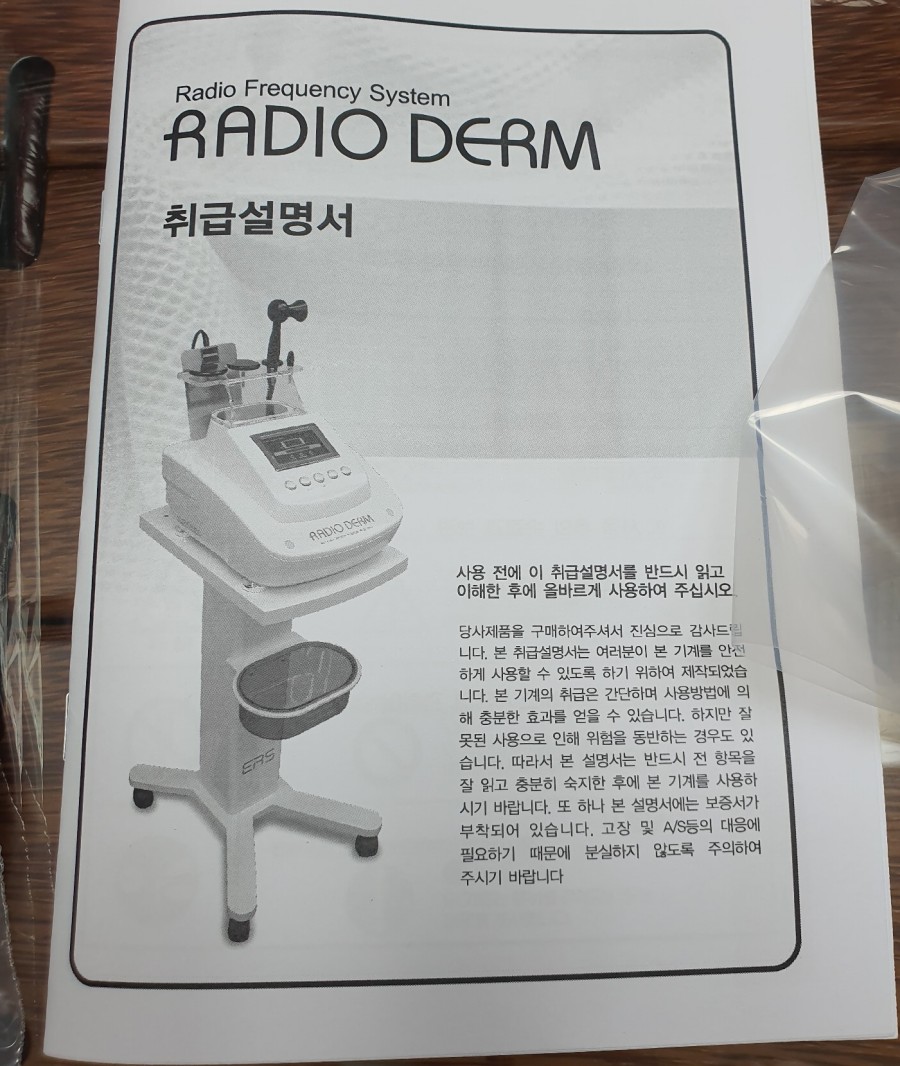 Radio Frequency System
RADIO DERM
취급설명서
RADIO DERM
ERS
사용 전에 이 취급설명서를 반드시 읽고
이해한 후에 올바르게 사용하여 주십시오.
당사제품을 구매하여주셔서 진심으로 감사드립
니다. 본 취급설명서는 여러분이 본 기계를 안전
하게 사용할 수 있도록 하기 위하여 제작되었습
니다. 본 기계의 취급은 간단하며 사용방법에 의
해 충분한 효과를 얻을 수 있습니다. 하지만 잘
못된 사용으로 인해 위험을 동반하는 경우도 있
습니다. 따라서 본 설명서는 반드시 전 항목을
잘 읽고 충분히 숙지한 후에 본 기계를 사용하
시기 바랍니다. 또 하나 본 설명서에는 보증서가
부착되어 있습니다. 고장 및 A/S등의 대응에
필요하기 때문에 분실하지 않도록 주의하여
주시기 바랍니다